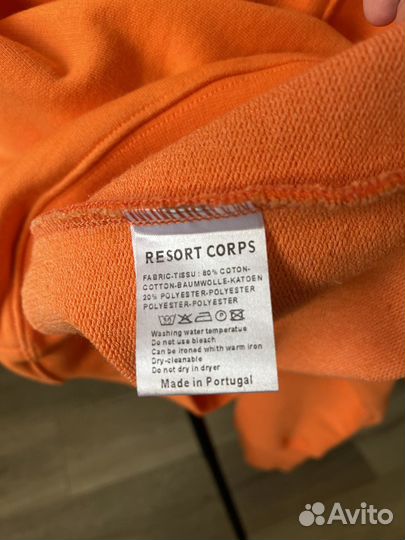 RESORT CORPS
FABRIC-TISSU : 80% COTON-
COTTON-BAUMWOLLE-KATOEN
20% POLYESTER-POLYESTER-
POLYESTER-POLYESTER
Washing water temperatue
Do not use bleach
Can be ironed whith warm iron
Dry-cleanable
Do not dry in dryer
Made in Portugal
Avito